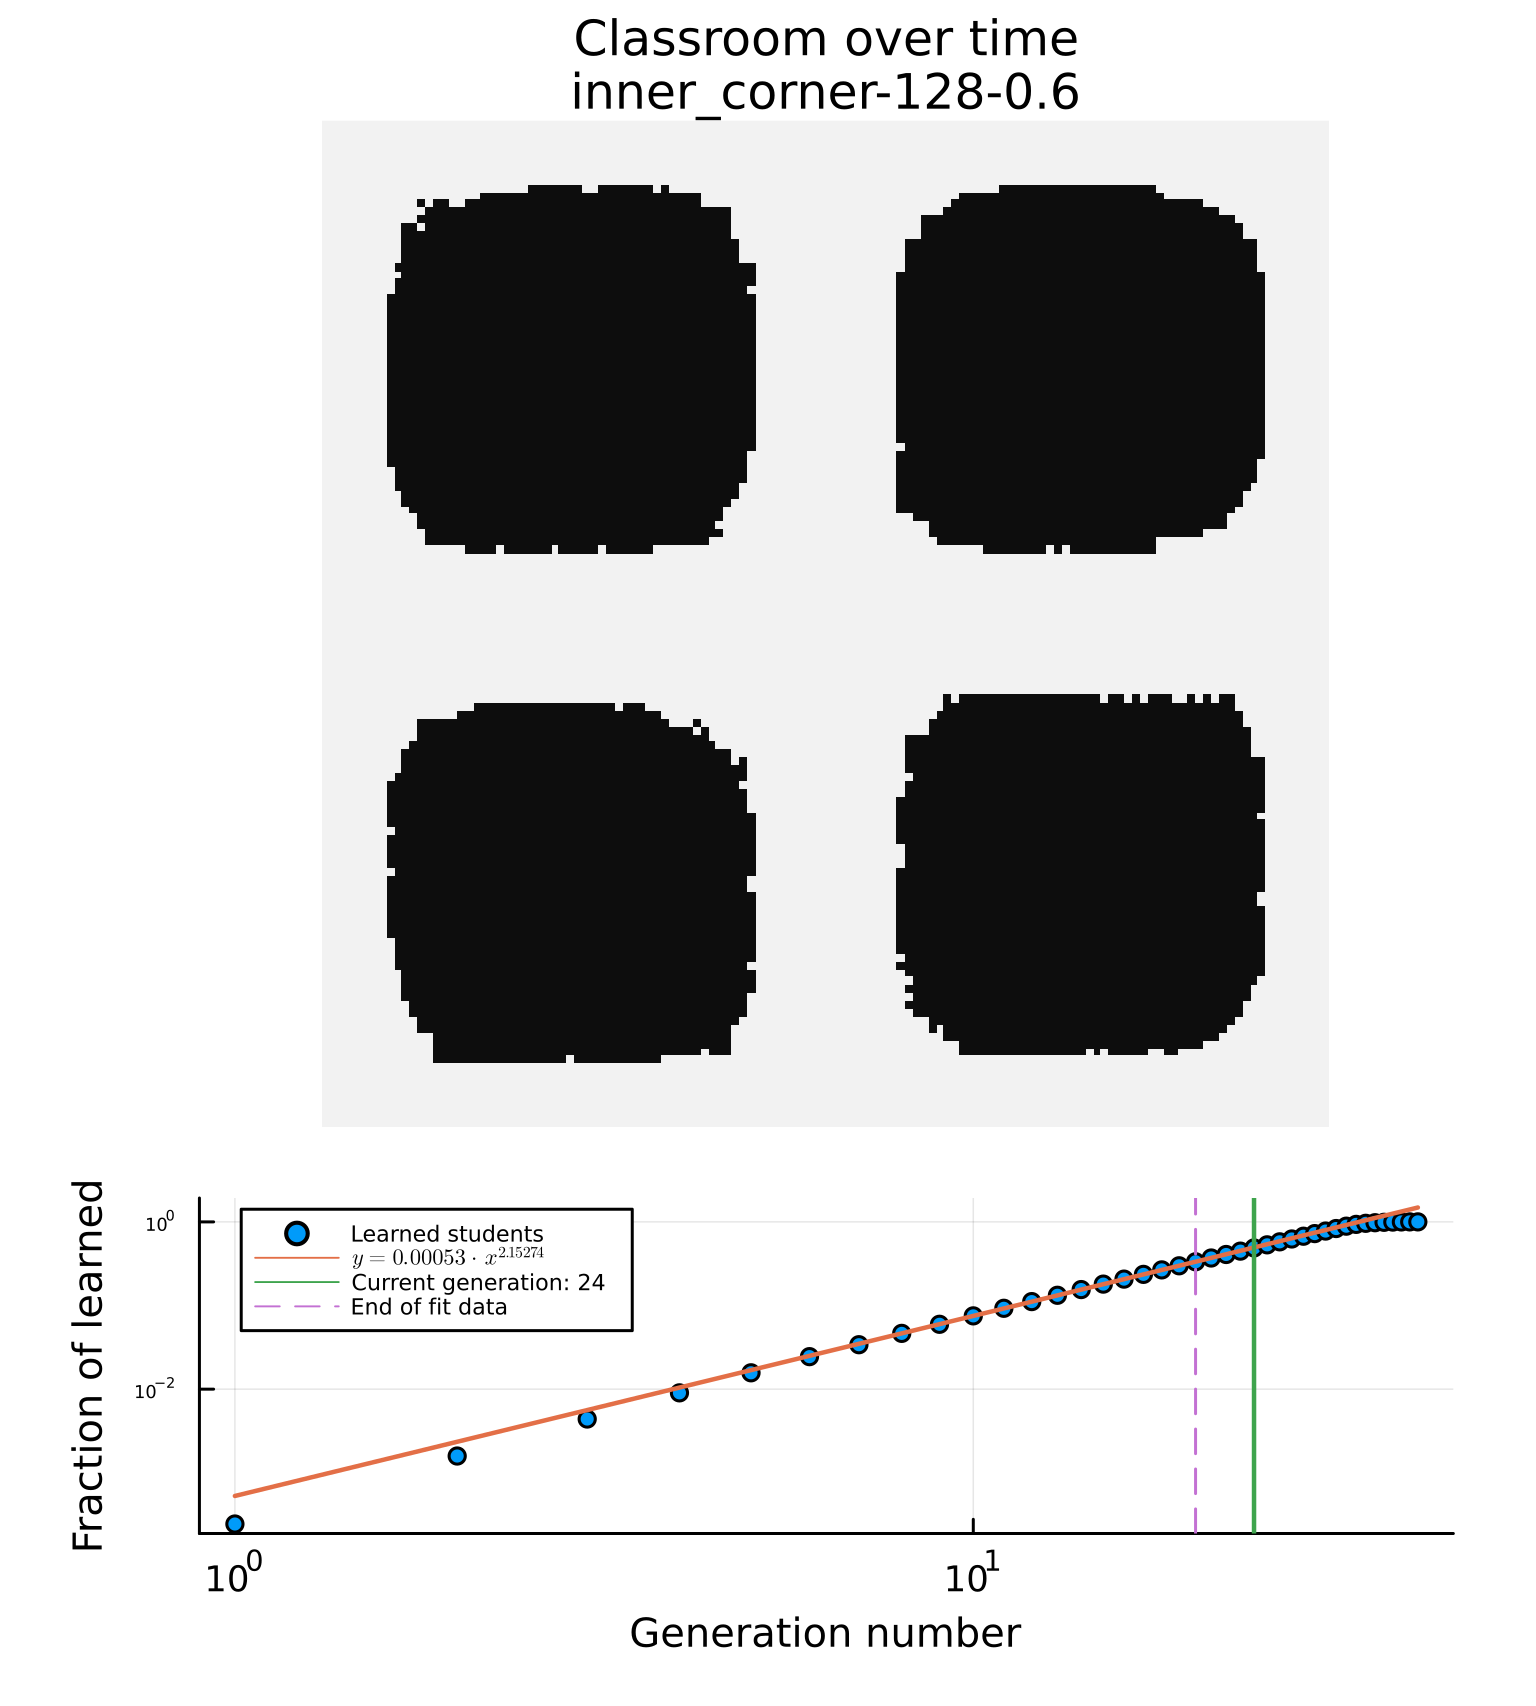 Classroom over time
inner_corner-128-0.6
Fraction of learned
10^0
10^-2
Learned students
y = 0.00053 · x^2.15274
Current generation: 24
End of fit data
10^0
10^1
Generation number